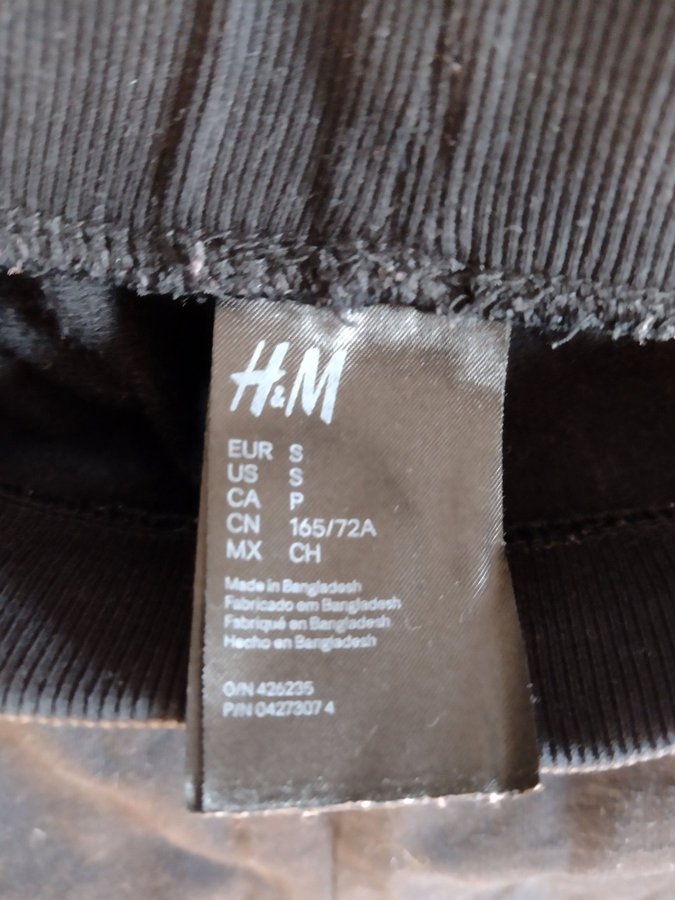 H&M
EUR S
US S
CA P
CN 165/72A
MX CH
Made in Bangladesh
Fabricado em Bangladesh
Fabriqué en Bangladesh
Hecho en Bangladesh
O/N 426235
P/N 0427307 4